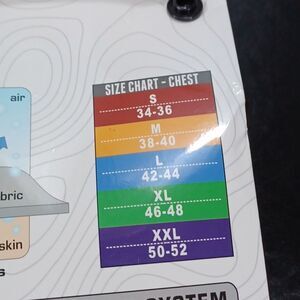 air
SIZE CHART - CHEST
S
34-36
M
38-40
L
42-44
XL
46-48
XXL
50-52
bric
skin
s
SYSTEM